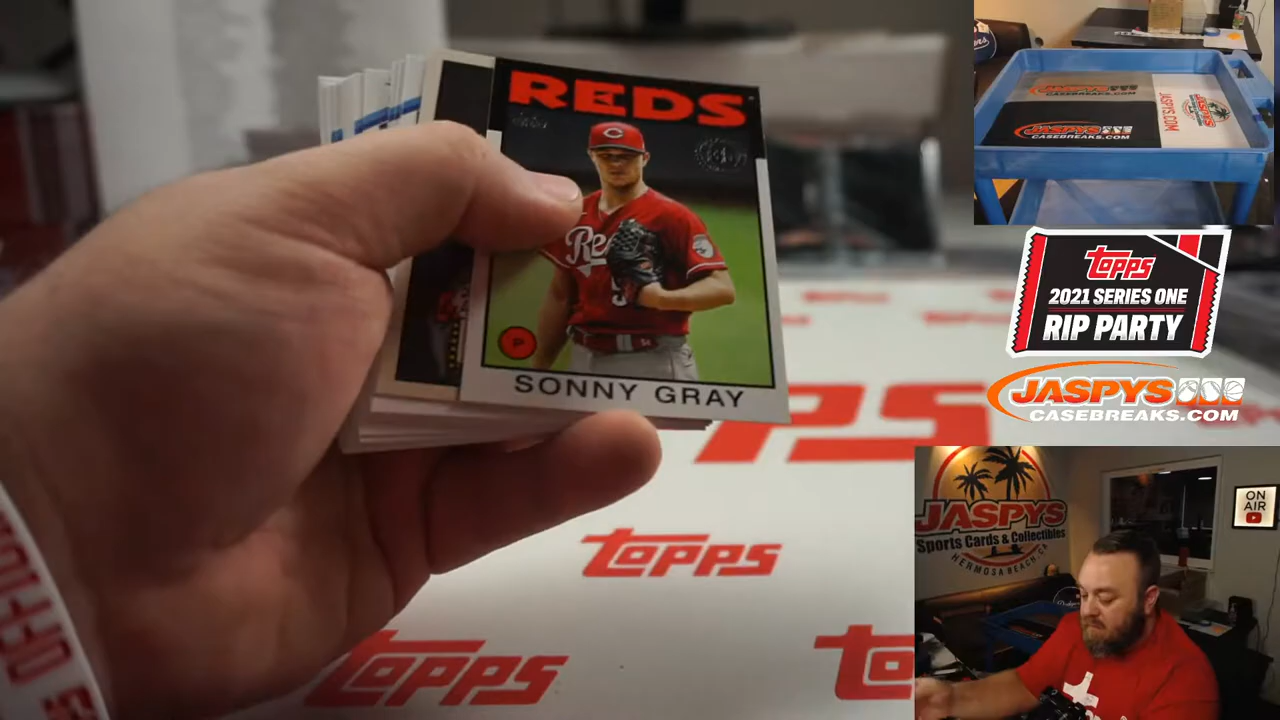 REDS
P
SONNY GRAY
TOPPS
TOPPS
TOPPS
JASPYS
CASEBREAKS.COM
JASPYS.COM
Topps
2021 SERIES ONE
RIP PARTY
JASPYS
CASEBREAKS.COM
JASPYS
Sports Cards & Collectibles
HERMOSA BEACH, CA
ON
AIR